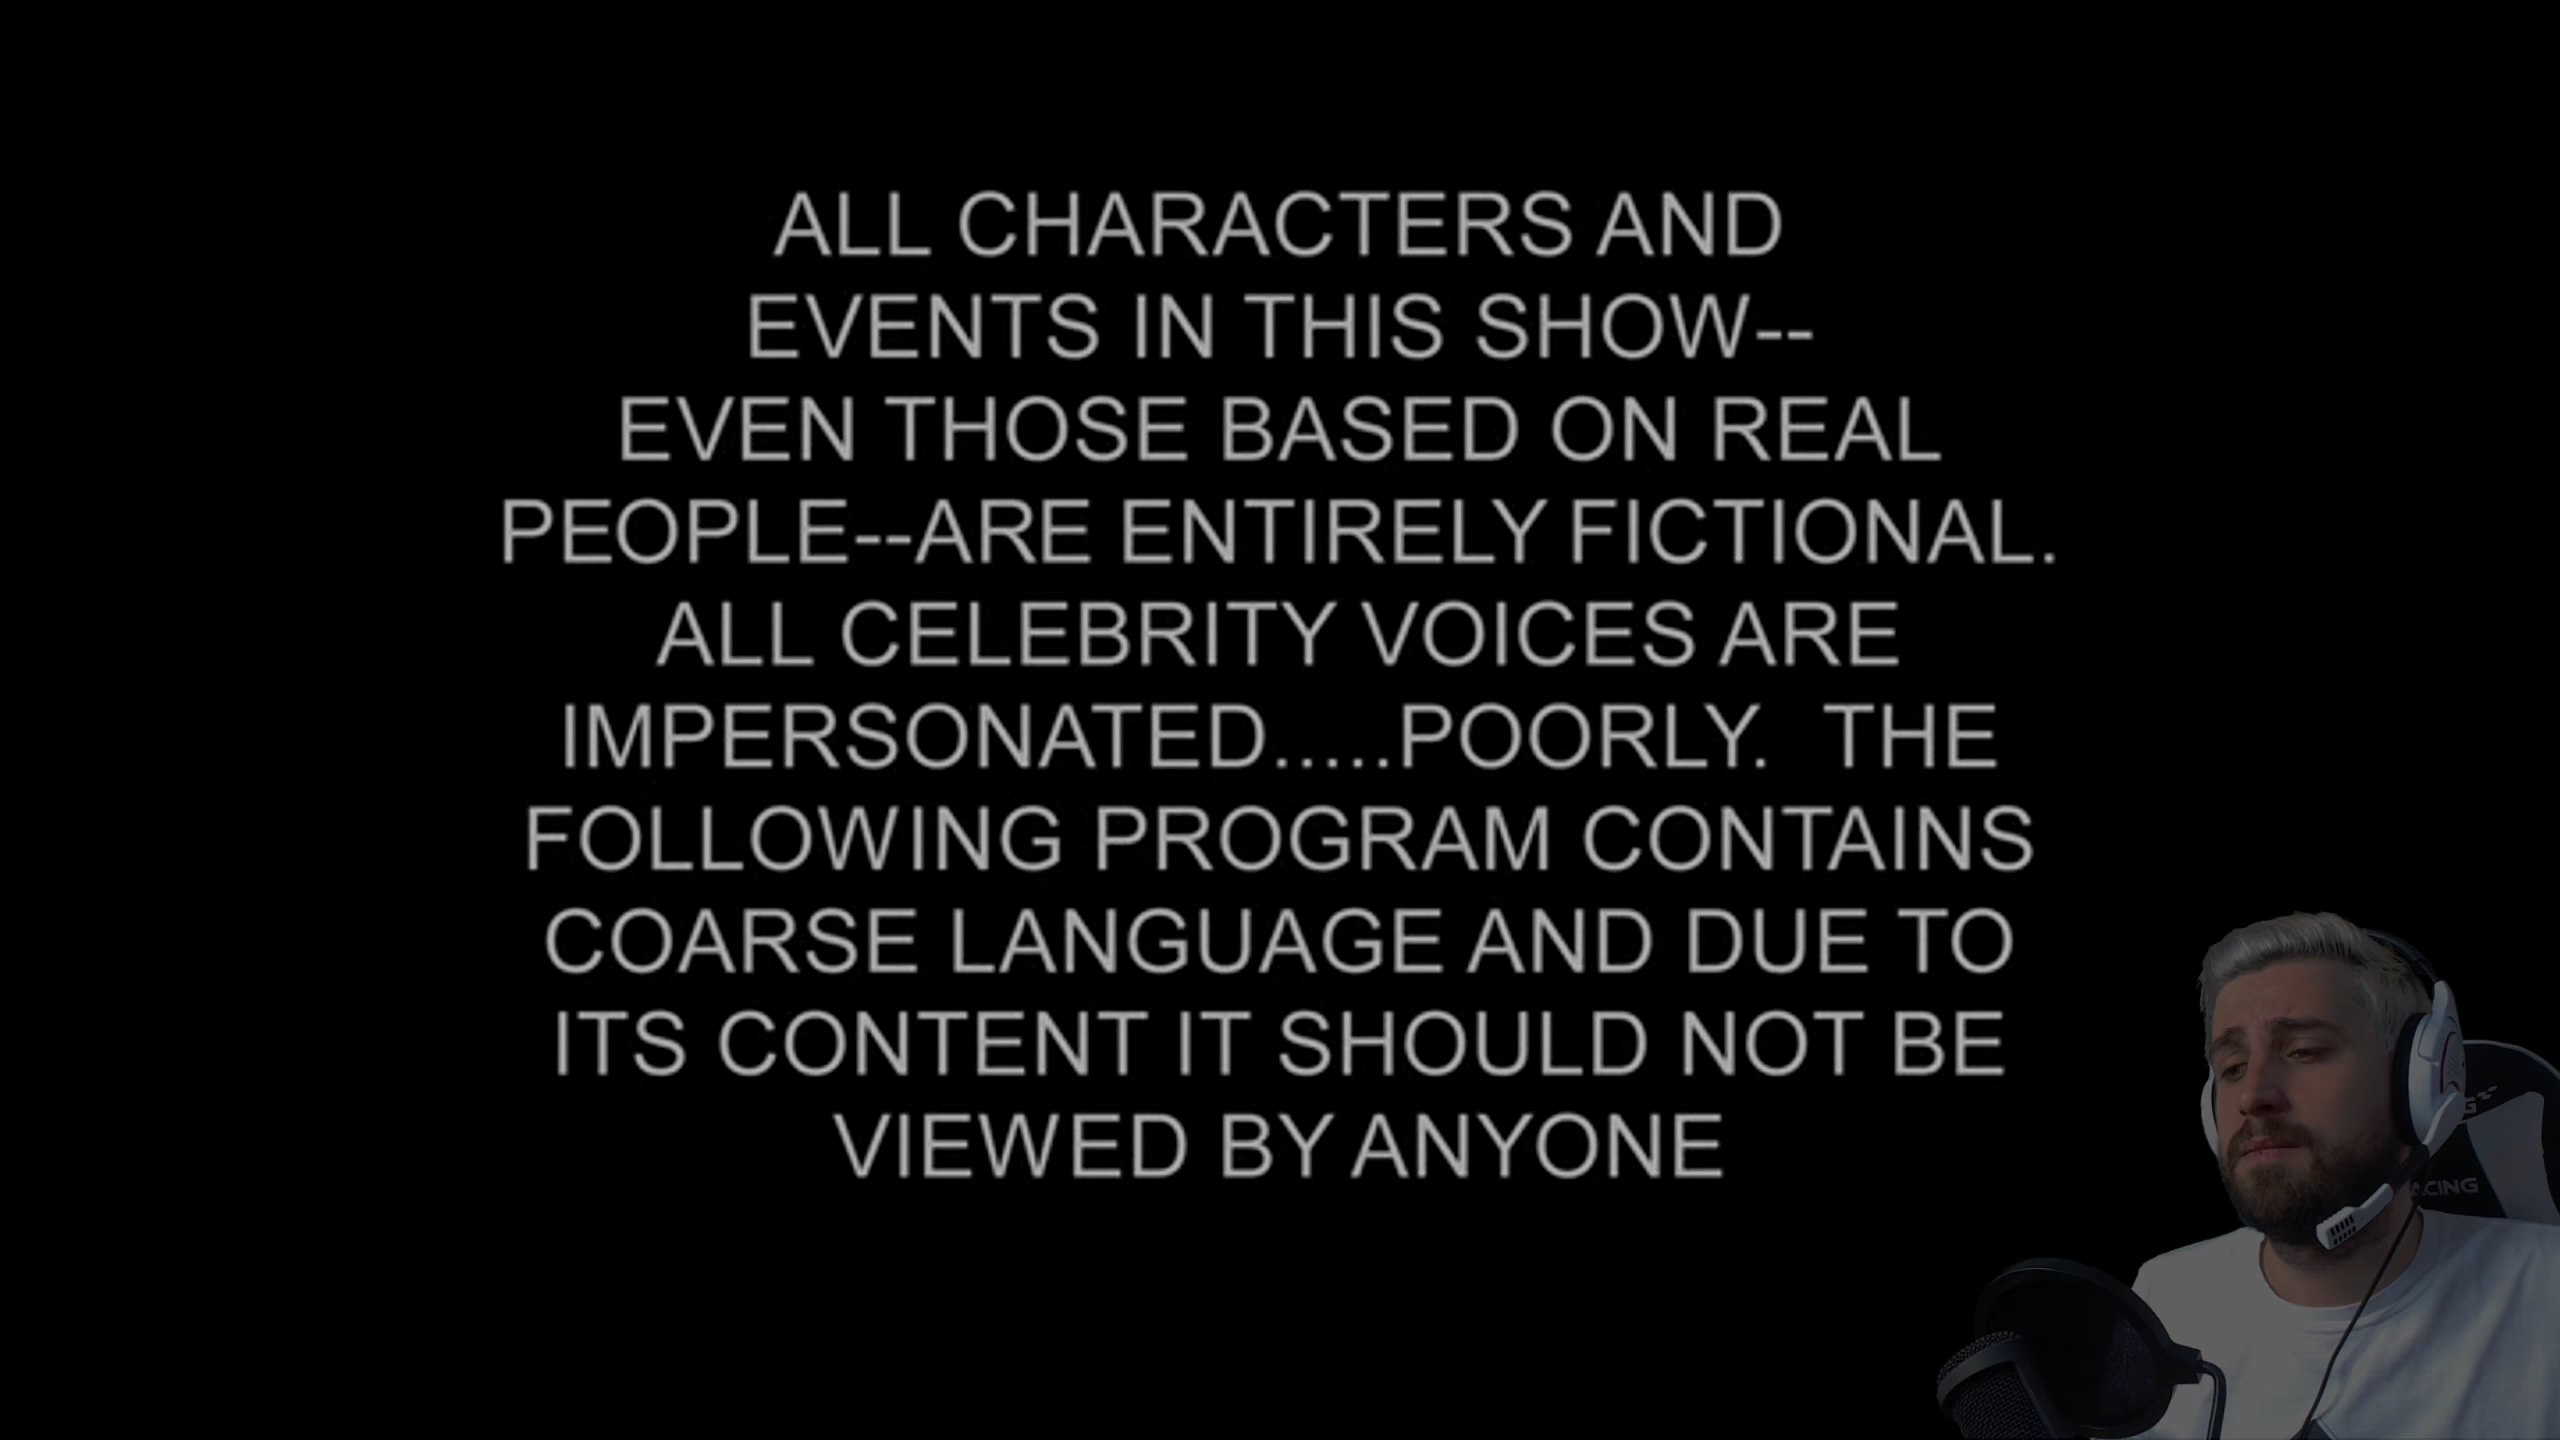 ALL CHARACTERS AND
EVENTS IN THIS SHOW--
EVEN THOSE BASED ON REAL
PEOPLE--ARE ENTIRELY FICTIONAL.
ALL CELEBRITY VOICES ARE
IMPERSONATED.....POORLY. THE
FOLLOWING PROGRAM CONTAINS
COARSE LANGUAGE AND DUE TO
ITS CONTENT IT SHOULD NOT BE
VIEWED BY ANYONE